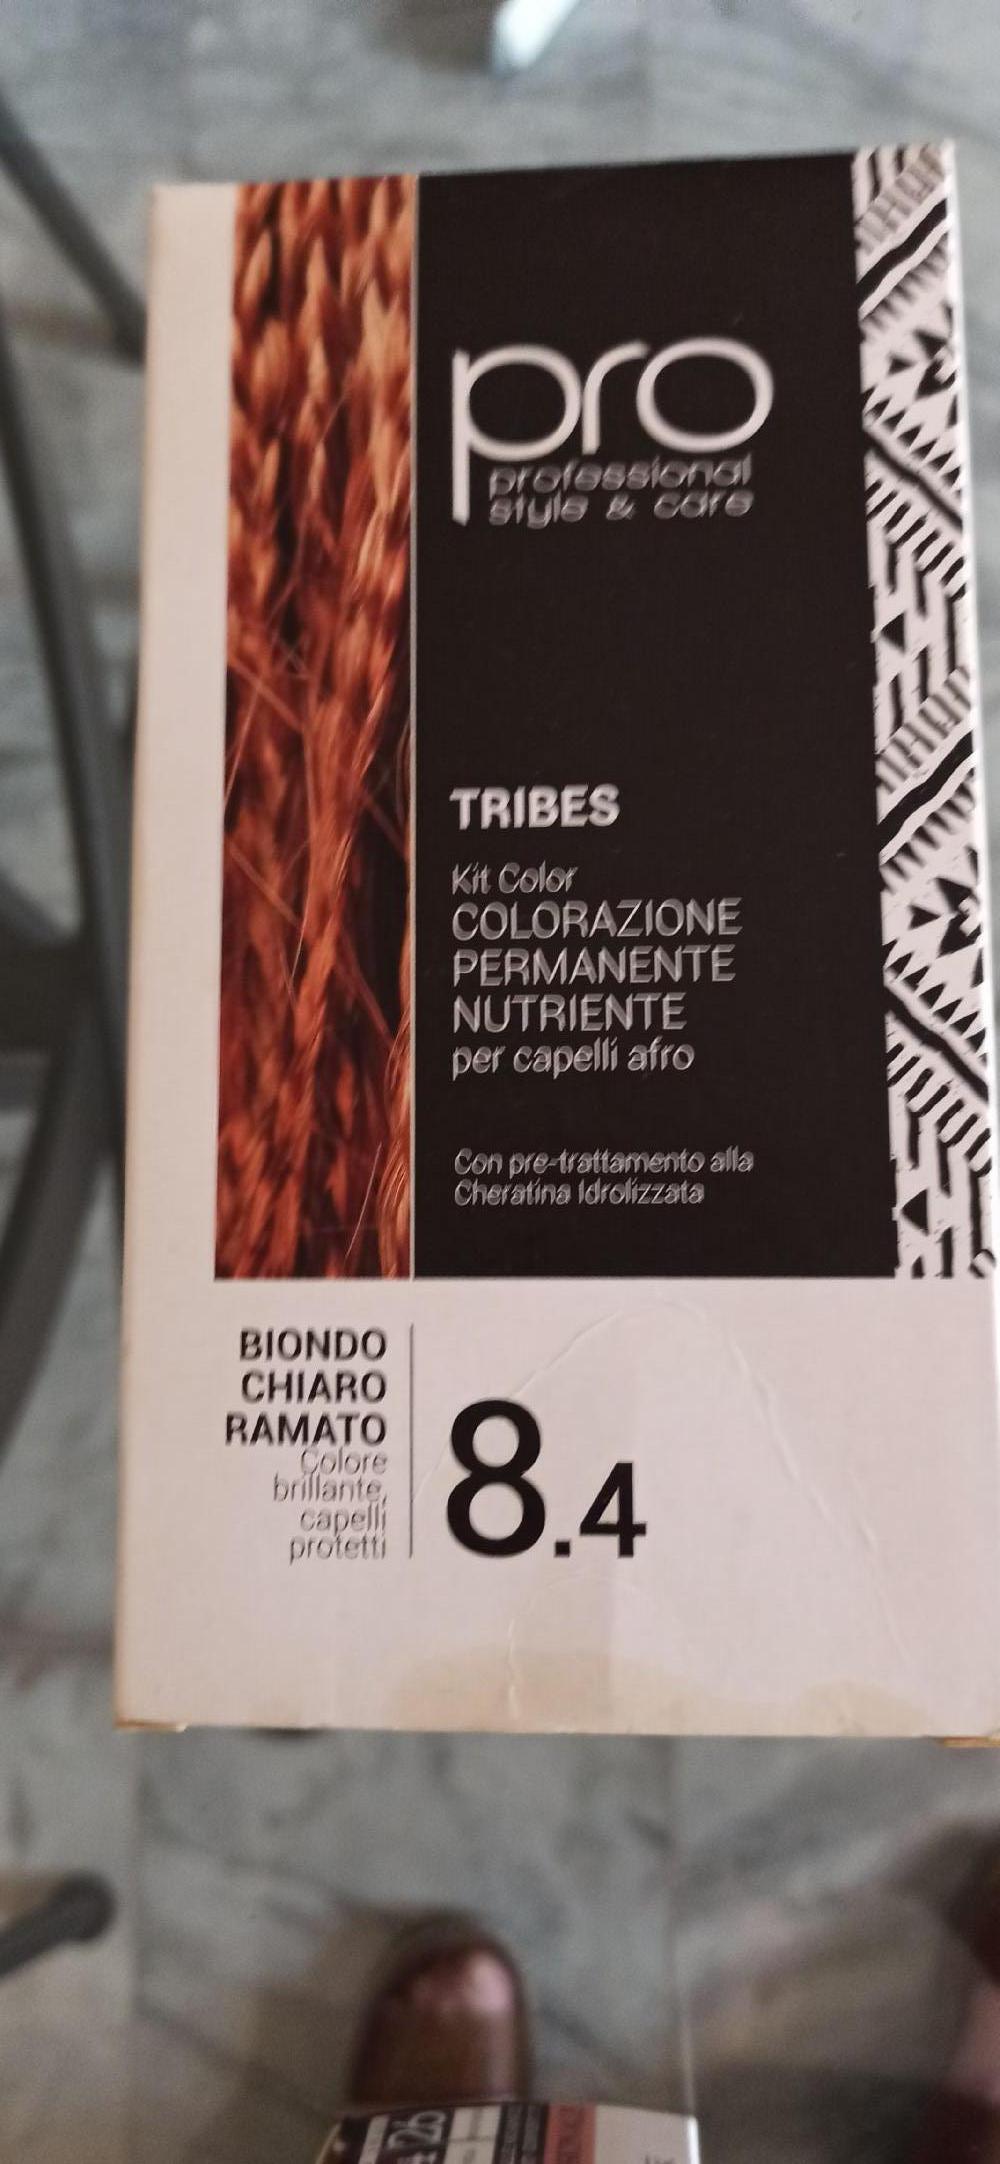 pro
professional
style & care
TRIBES
Kit Color
COLORAZIONE
PERMANENTE
NUTRIENTE
per capelli afro
Con pre-trattamento alla
Cheratina Idrolizzata
BIONDO
CHIARO
RAMATO
Colore
brillante,
capelli
protetti
8.4
26